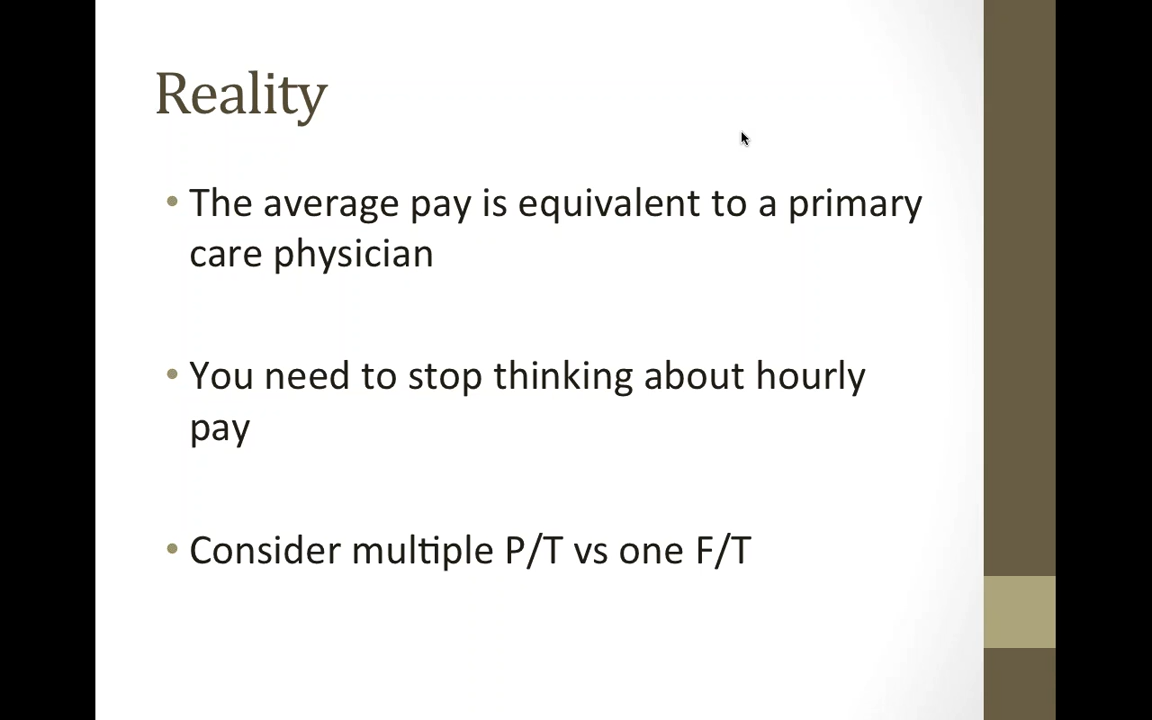 Reality
• The average pay is equivalent to a primary
care physician
• You need to stop thinking about hourly
pay
• Consider multiple P/T vs one F/T